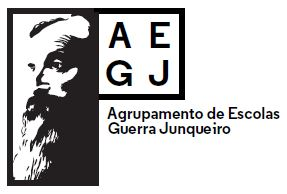 A E
G J
Agrupamento de Escolas
Guerra Junqueiro